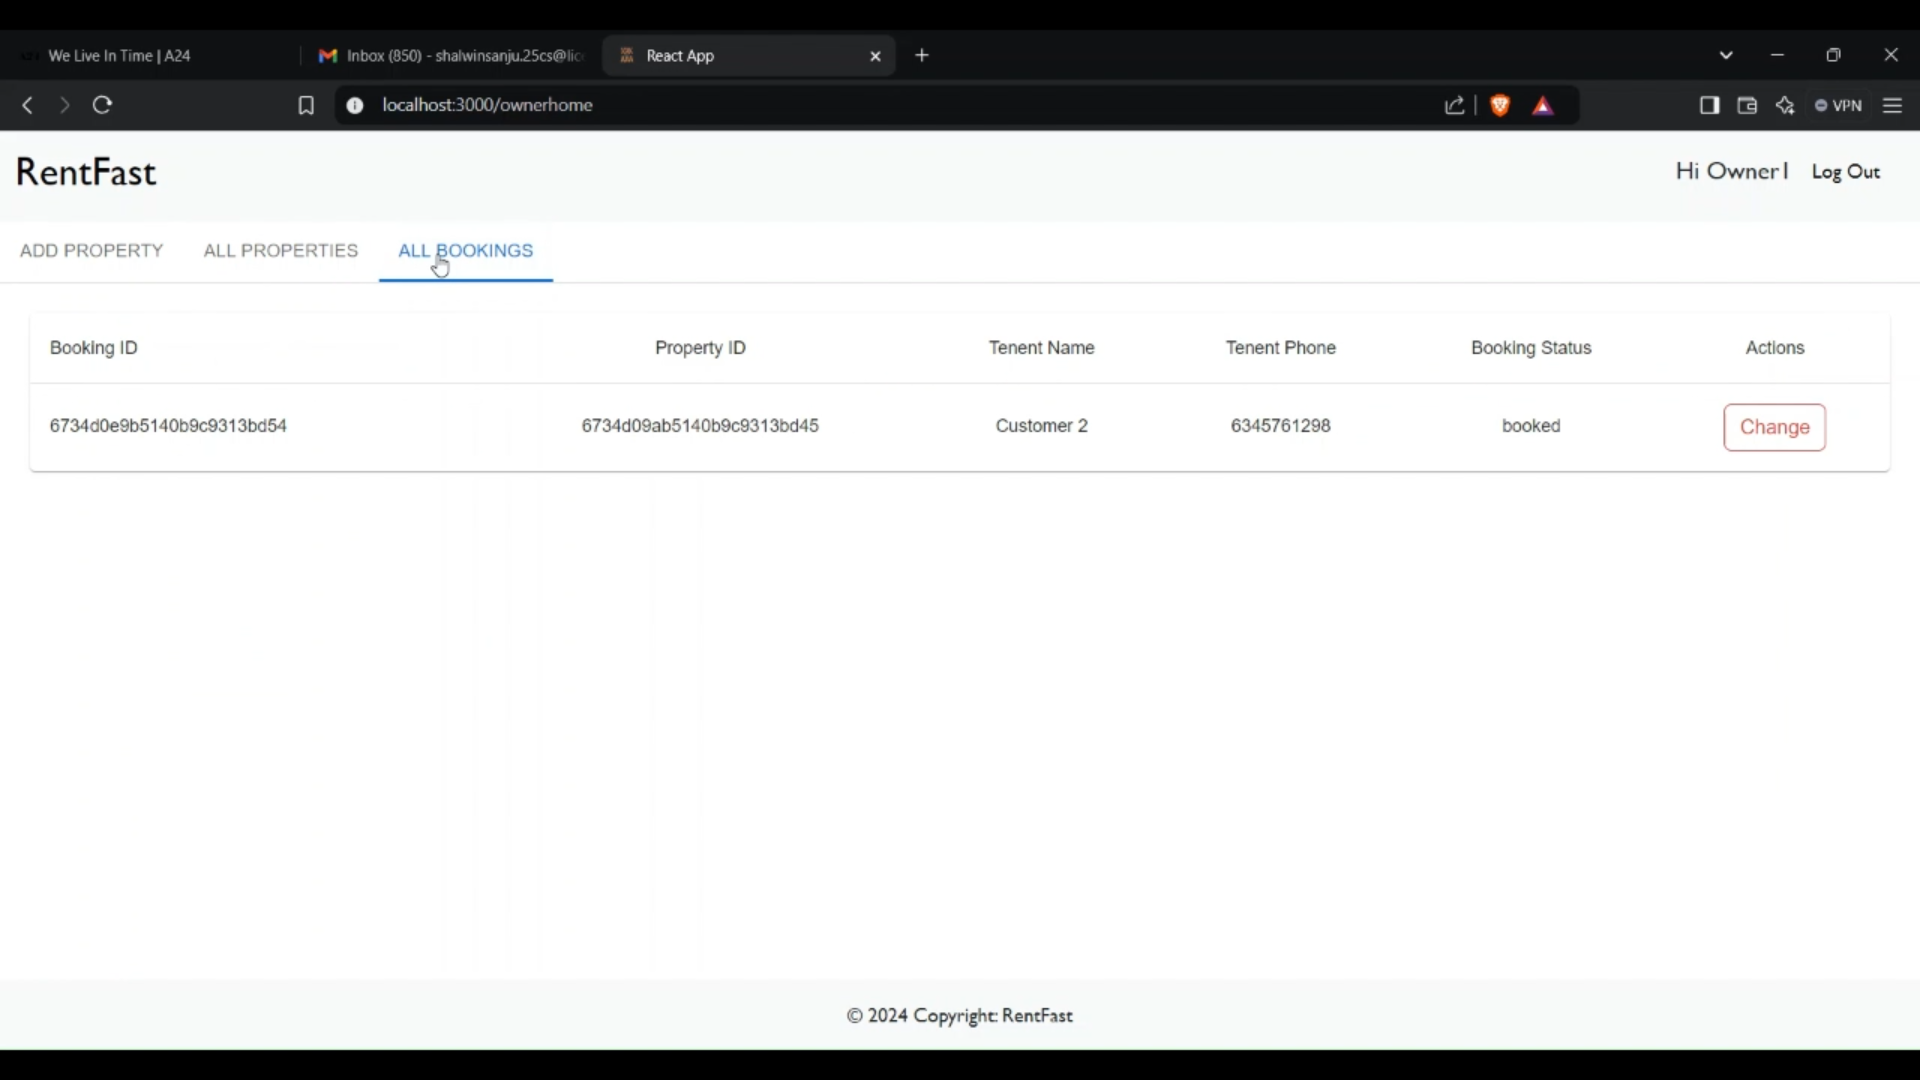 We Live In Time | A24
Inbox (850) - shalwinsanju.25cs@lic
React App
localhost:3000/ownerhome
VPN
RentFast
Hi Owner1 Log Out
ADD PROPERTY ALL PROPERTIES ALL BOOKINGS
Booking ID Property ID Tenent Name Tenent Phone Booking Status Actions
6734d0e9b5140b9c9313bd54 6734d09ab5140b9c9313bd45 Customer 2 6345761298 booked Change
© 2024 Copyright: RentFast